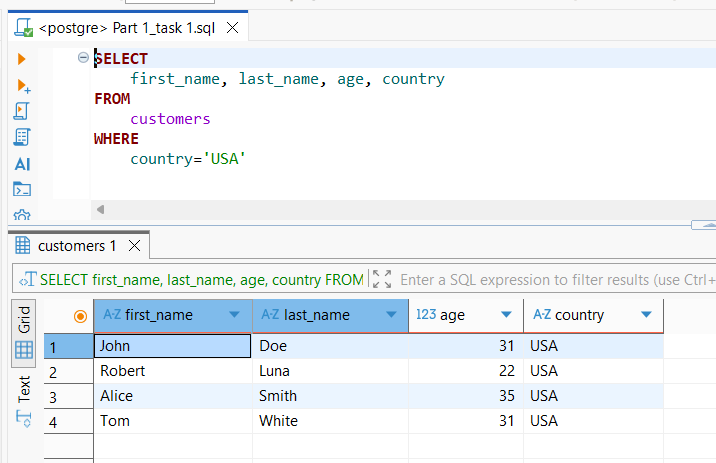 <postgre> Part 1_task 1.sql
SELECT
first_name, last_name, age, country
FROM
customers
WHERE
country='USA'
AI
customers 1
SELECT first_name, last_name, age, country FROM
Enter a SQL expression to filter results (use Ctrl+
Grid
Text
A-Z first_name A-Z last_name 123 age A-Z country
1 John Doe 31 USA
2 Robert Luna 22 USA
3 Alice Smith 35 USA
4 Tom White 31 USA